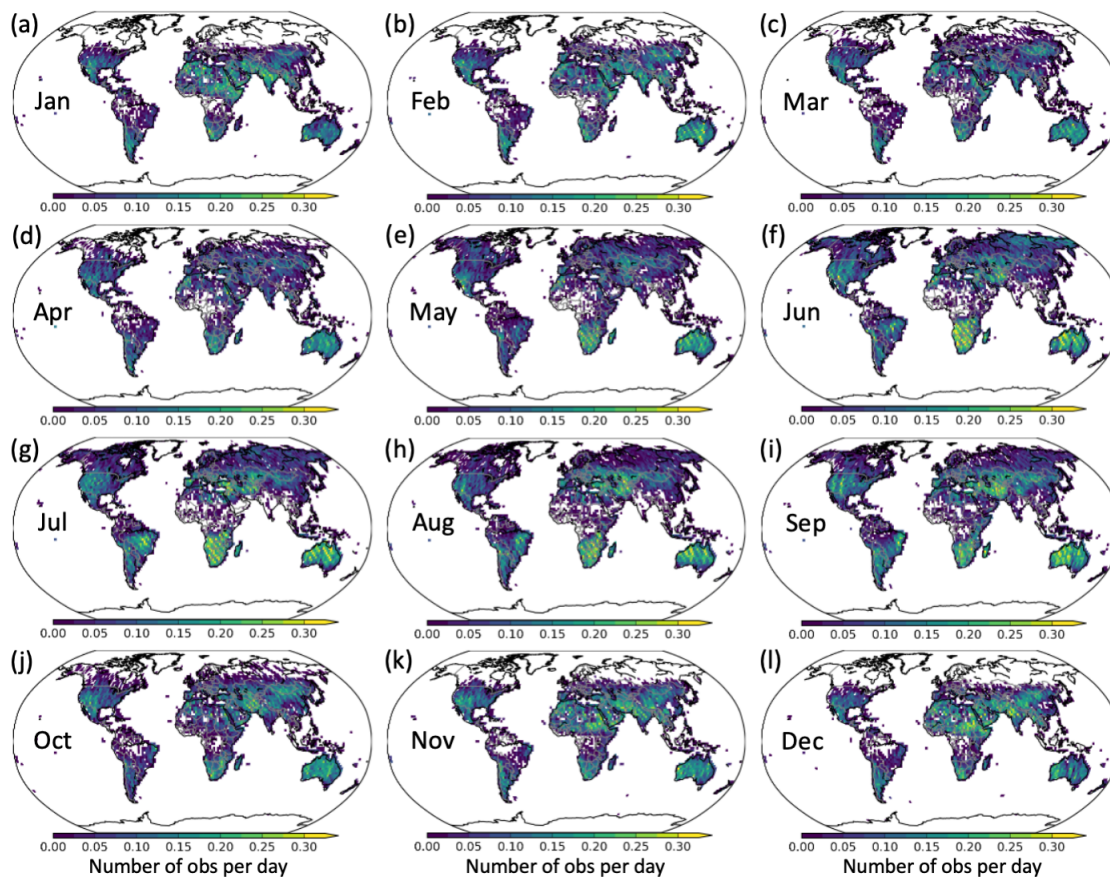 (a) (b) (c)
Jan Feb Mar
0.00 0.05 0.10 0.15 0.20 0.25 0.30 0.00 0.05 0.10 0.15 0.20 0.25 0.30 0.00 0.05 0.10 0.15 0.20 0.25 0.30
(d) (e) (f)
Apr May Jun
0.00 0.05 0.10 0.15 0.20 0.25 0.30 0.00 0.05 0.10 0.15 0.20 0.25 0.30 0.00 0.05 0.10 0.15 0.20 0.25 0.30
(g) (h) (i)
Jul Aug Sep
0.00 0.05 0.10 0.15 0.20 0.25 0.30 0.00 0.05 0.10 0.15 0.20 0.25 0.30 0.00 0.05 0.10 0.15 0.20 0.25 0.30
(j) (k) (l)
Oct Nov Dec
0.00 0.05 0.10 0.15 0.20 0.25 0.30 0.00 0.05 0.10 0.15 0.20 0.25 0.30 0.00 0.05 0.10 0.15 0.20 0.25 0.30
Number of obs per day Number of obs per day Number of obs per day